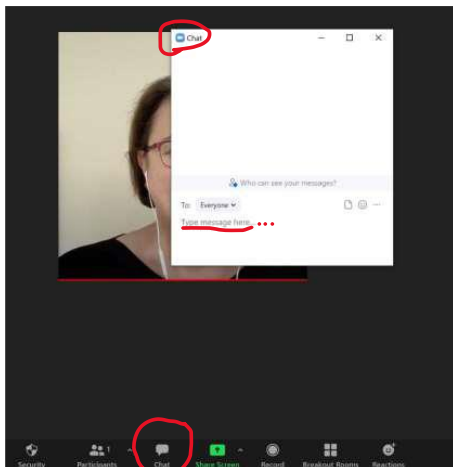 Chat
Who can see your messages?
To: Everyone
Type message here...
1
Security Participants Chat Share Screen Record Breakout Rooms Reactions